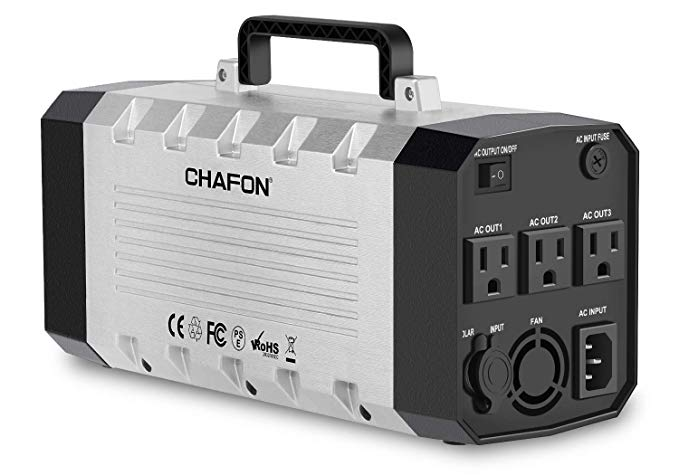 CHAFON®
CE FC PS E RoHS
AC OUTPUT ON/OFF
AC INPUT FUSE
- O
AC OUT1 AC OUT2 AC OUT3
INPUT FAN AC INPUT